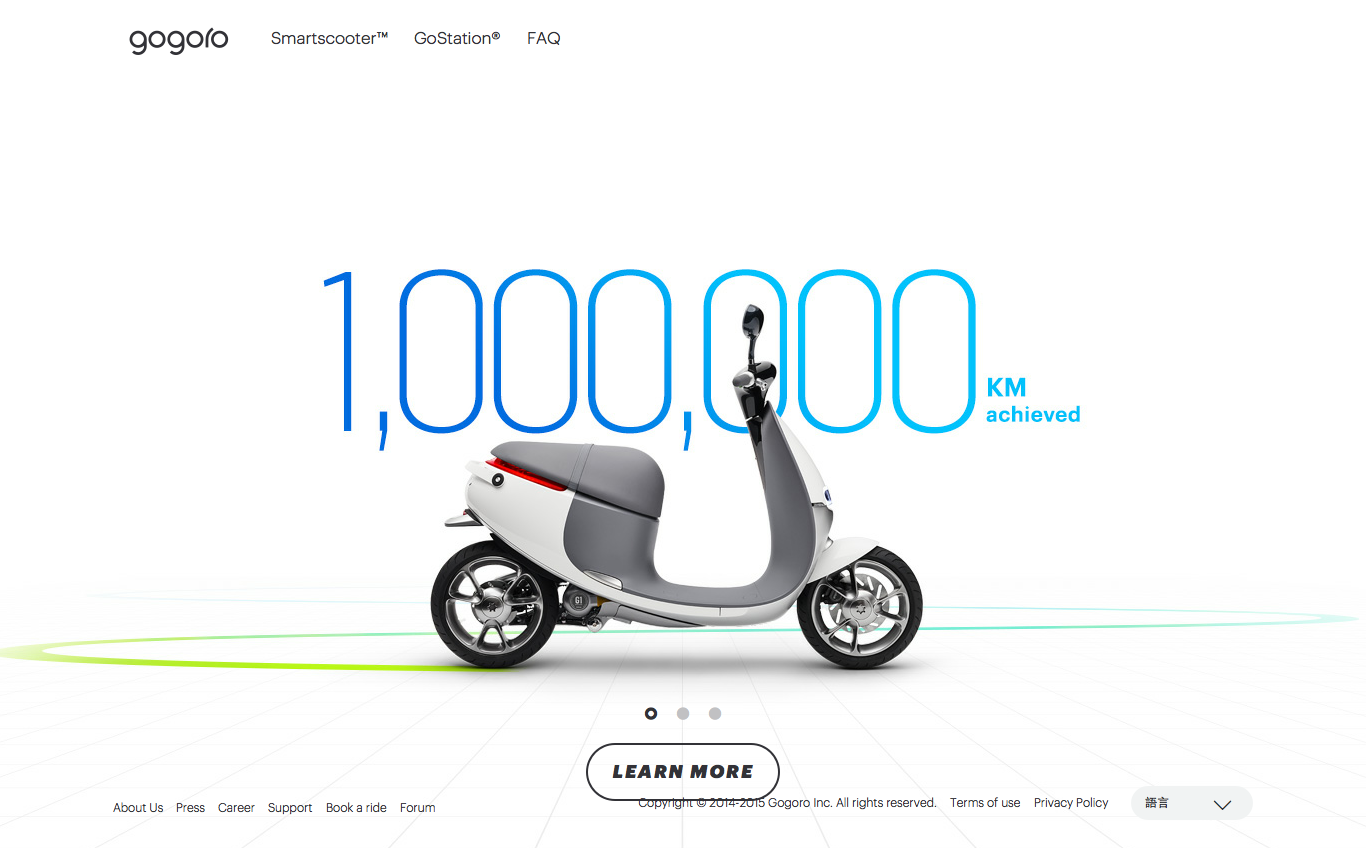 gogoro Smartscooter™ GoStation® FAQ
1,000,000 KM
achieved
G1
LEARN MORE
About Us Press Career Support Book a ride Forum
Copyright © 2014-2015 Gogoro Inc. All rights reserved. Terms of use Privacy Policy 語言